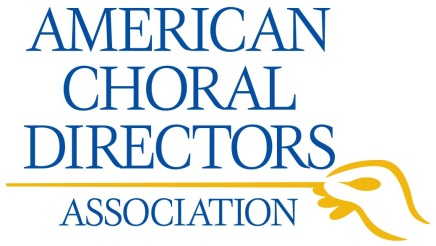 AMERICAN
CHORAL
DIRECTORS
ASSOCIATION